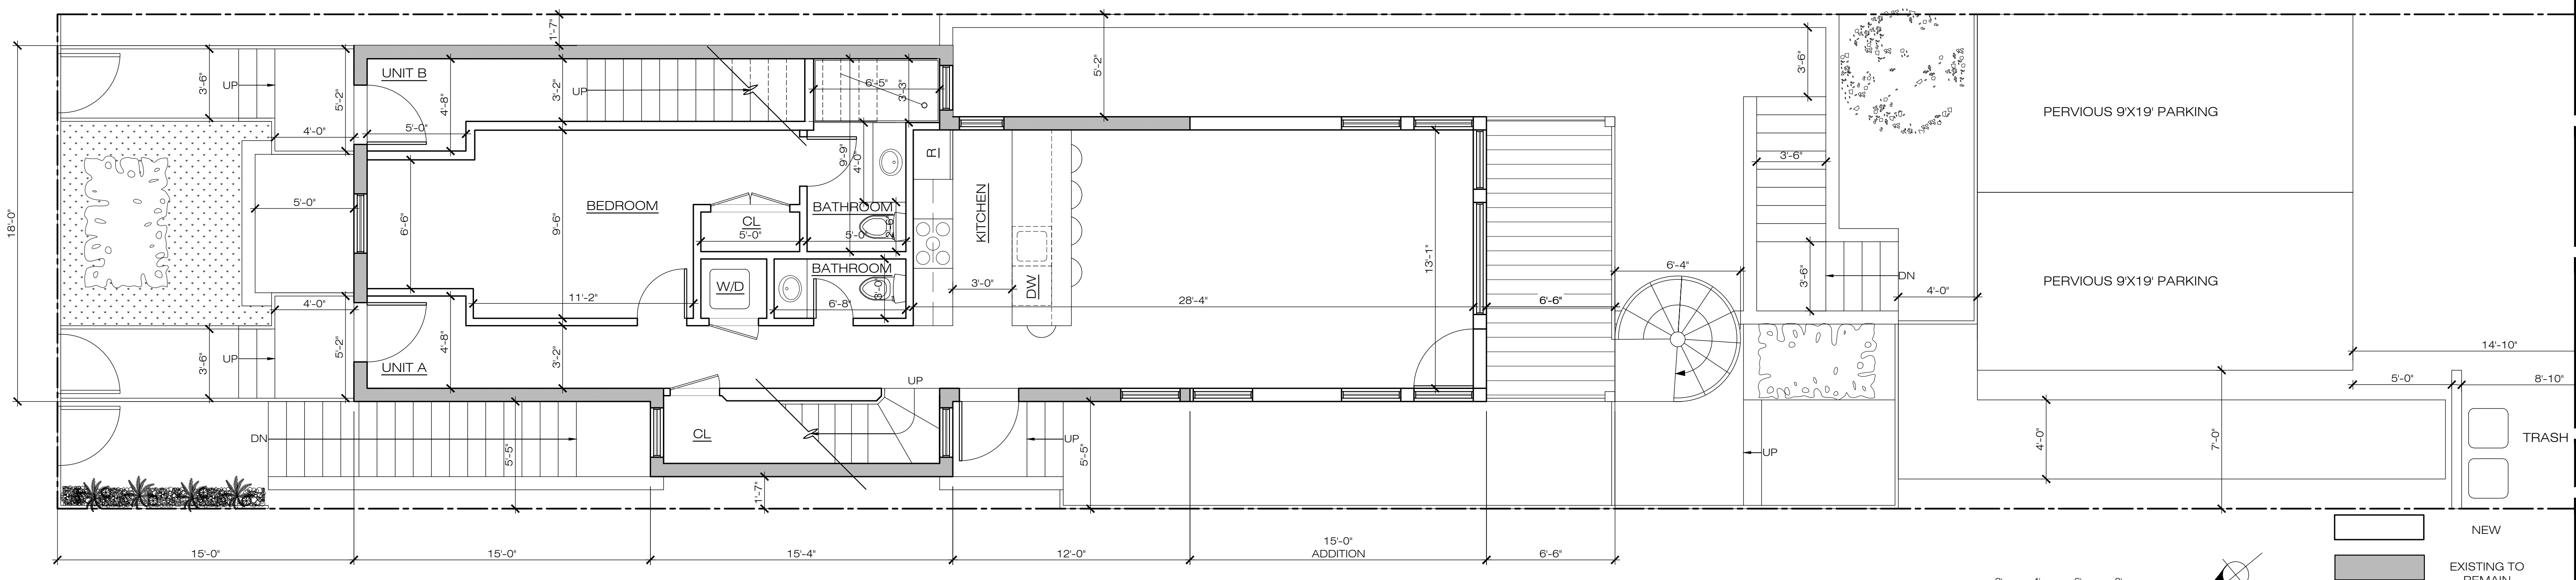 1'-7"
5'-2"
3'-6"
UNIT B
3'-6"
UP
5'-2"
4'-8"
3'-2"
UP
6'-5"
3'-3"
PERVIOUS 9'X19' PARKING
4'-0"
5'-0"
9'-9"
4'-0"
R
3'-6"
18'-0"
5'-0"
6'-6"
BEDROOM
9'-6"
CL
5'-0"
BATHROOM
5'-0"
2'-6"
KITCHEN
13'-1"
6'-4"
3'-6"
DN
PERVIOUS 9'X19' PARKING
BATHROOM
W/D
3'-0"
6'-8"
3'-0"
DW
28'-4"
6'-6"
4'-0"
4'-0"
11'-2"
3'-6"
UP
5'-2"
4'-8"
3'-2"
UNIT A
14'-10"
UP
5'-0"
8'-10"
DN
5'-5"
CL
UP
5'-5"
UP
4'-0"
7'-0"
TRASH
1'-7"
15'-0"
15'-0"
15'-4"
12'-0"
15'-0"
ADDITION
6'-6"
NEW
EXISTING TO
REMAIN